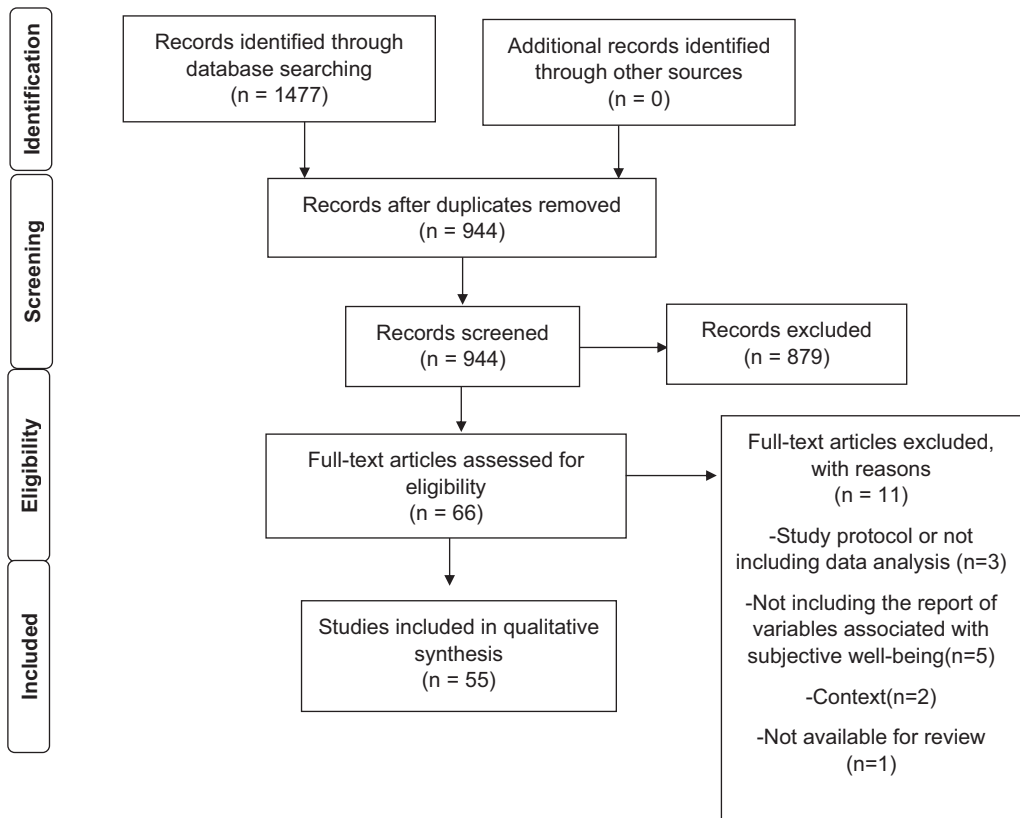 Identification
Records identified through
database searching
(n = 1477)
Additional records identified
through other sources
(n = 0)
Screening
Records after duplicates removed
(n = 944)
Records screened
(n = 944)
Records excluded
(n = 879)
Eligibility
Full-text articles assessed for
eligibility
(n = 66)
Full-text articles excluded,
with reasons
(n = 11)
-Study protocol or not
including data analysis (n=3)
-Not including the report of
variables associated with
subjective well-being(n=5)
-Context(n=2)
-Not available for review
(n=1)
Included
Studies included in qualitative
synthesis
(n = 55)